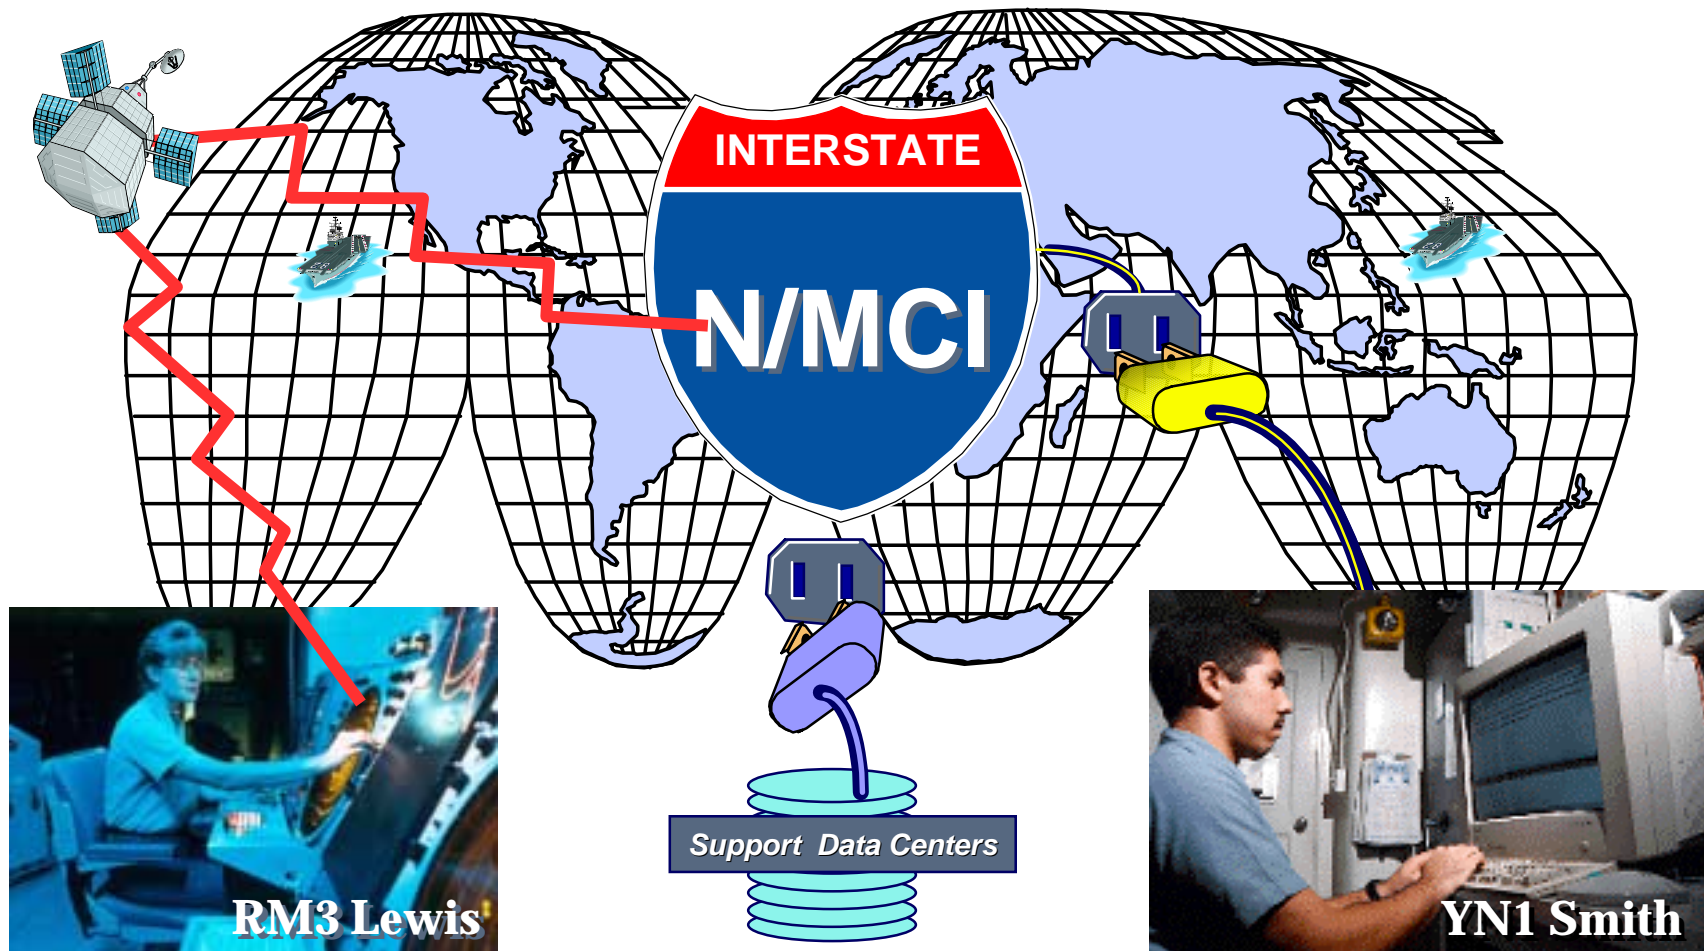 INTERSTATE
N/MCI
Support Data Centers
RM3 Lewis
YN1 Smith